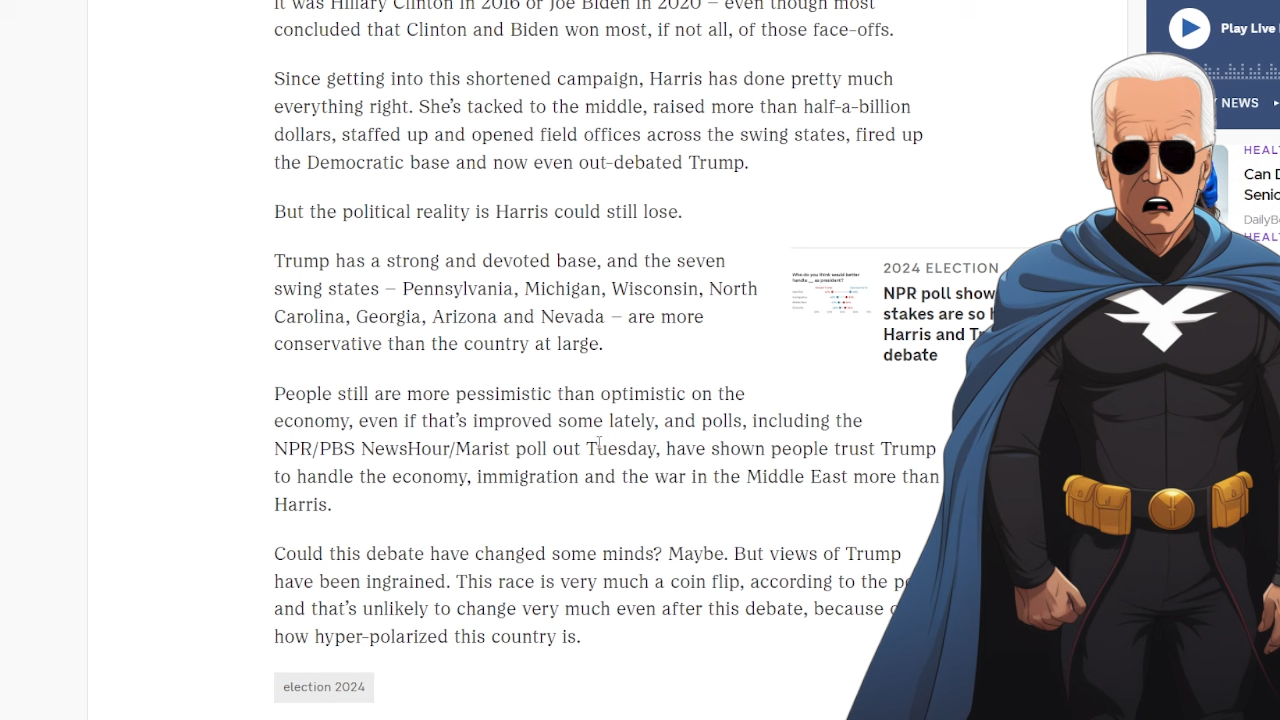 it was Hillary Clinton in 2016 or Joe Biden in 2020 – even though most
concluded that Clinton and Biden won most, if not all, of those face-offs.
Since getting into this shortened campaign, Harris has done pretty much
everything right. She’s tacked to the middle, raised more than half-a-billion
dollars, staffed up and opened field offices across the swing states, fired up
the Democratic base and now even out-debated Trump.
But the political reality is Harris could still lose.
Trump has a strong and devoted base, and the seven
swing states – Pennsylvania, Michigan, Wisconsin, North
Carolina, Georgia, Arizona and Nevada – are more
conservative than the country at large.
2024 ELECTION
NPR poll show
stakes are so
Harris and
debate
People still are more pessimistic than optimistic on the
economy, even if that’s improved some lately, and polls, including the
NPR/PBS NewsHour/Marist poll out Tuesday, have shown people trust Trump
to handle the economy, immigration and the war in the Middle East more than
Harris.
Could this debate have changed some minds? Maybe. But views of Trump
have been ingrained. This race is very much a coin flip, according to the
and that’s unlikely to change very much even after this debate, because
how hyper-polarized this country is.
election 2024
Play Live
NEWS
HEAL
Can
Senio
DailyB
HEAL